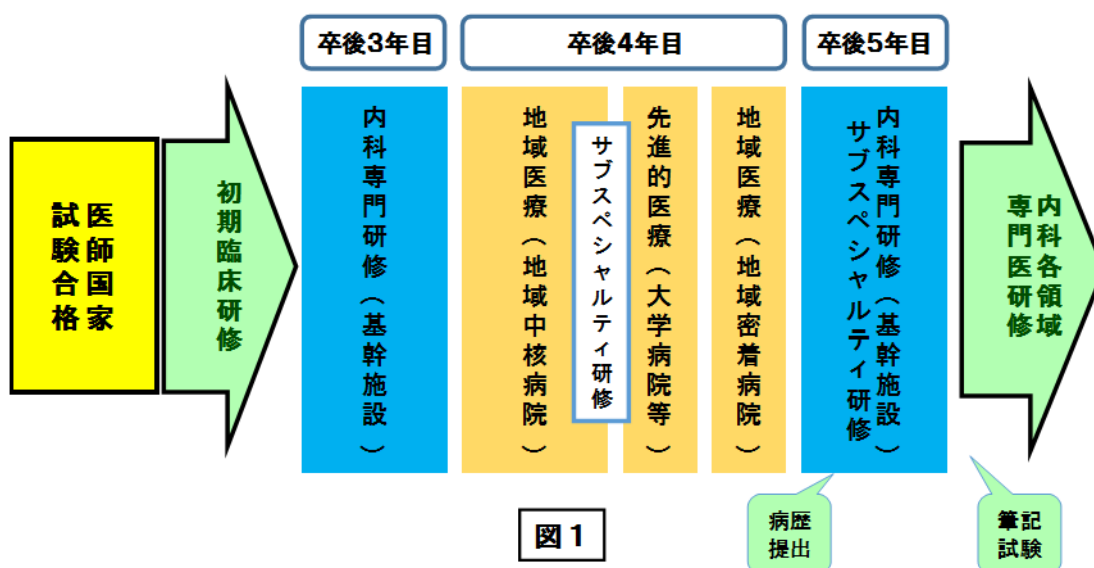 卒後3年目
卒後4年目
卒後5年目
医師国家
試験合格
初期臨床研修
内科専門研修（基幹施設）
地域医療（地域中核病院）
サブスペシャルティ研修
先進的医療（大学病院等）
地域医療（地域密着病院）
内科専門研修（基幹施設）
サブスペシャルティ研修
内科各領域
専門医研修
病歴
提出
筆記
試験
図1